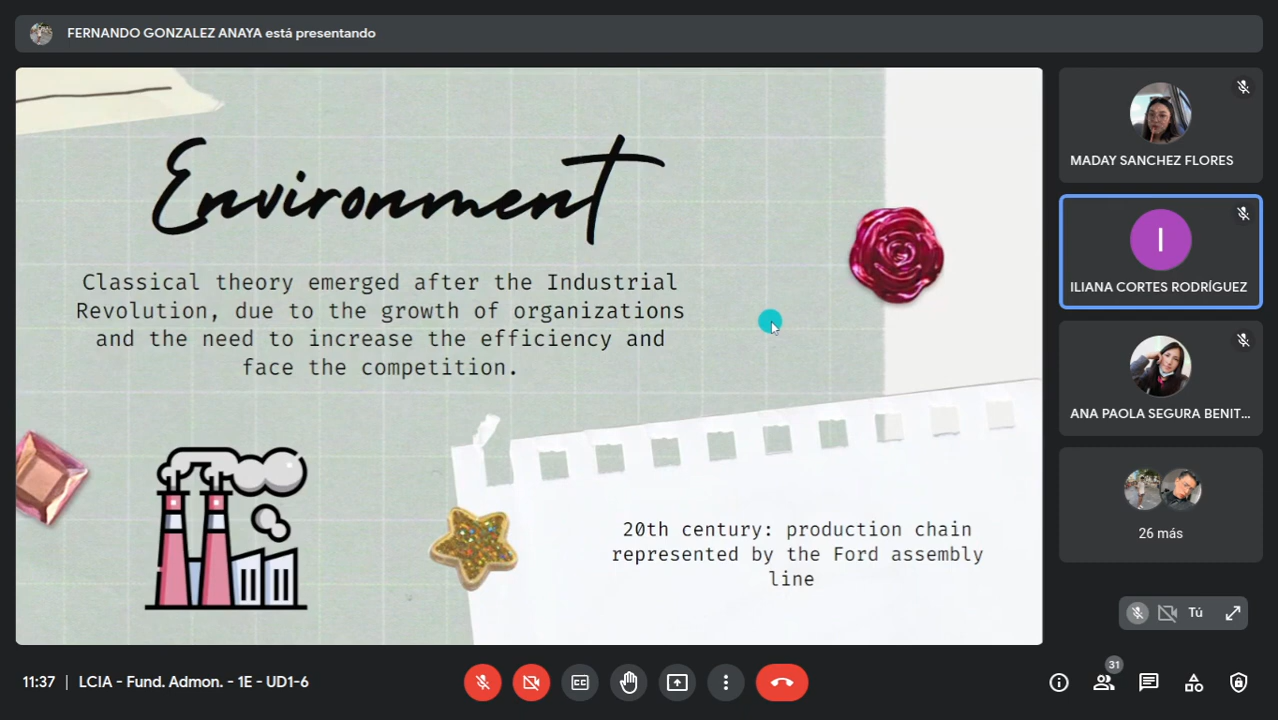 FERNANDO GONZALEZ ANAYA está presentando
Environment
Classical theory emerged after the Industrial
Revolution, due to the growth of organizations
and the need to increase the efficiency and
face the competition.
20th century: production chain
represented by the Ford assembly
line
MADAY SANCHEZ FLORES
I
ILIANA CORTES RODRÍGUEZ
ANA PAOLA SEGURA BENIT...
26 más
Tú
11:37 | LCIA - Fund. Admon. - 1E - UD1-6
CC
31